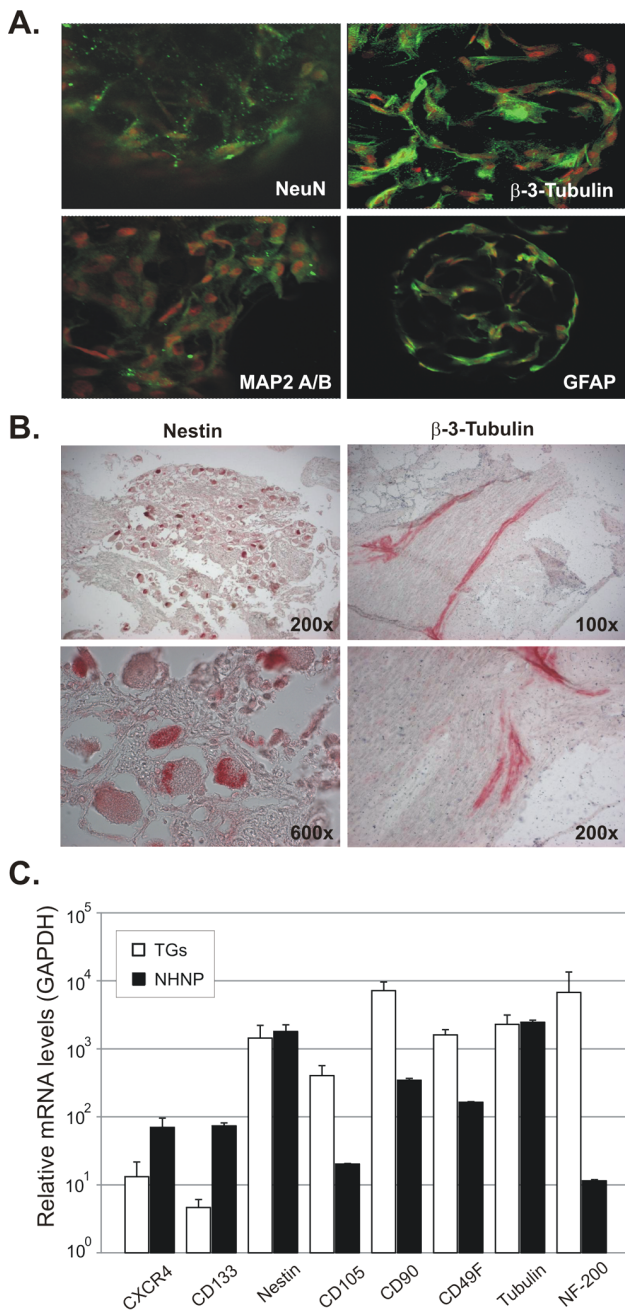 A.
NeuN
β-3-Tubulin
MAP2 A/B
GFAP
B.
Nestin
β-3-Tubulin
200x
100x
600x
200x
C.
Relative mRNA levels (GAPDH)
10^5
10^4
10^3
10^2
10^1
10^0
TGs
NHNP
CXCR4
CD133
Nestin
CD105
CD90
CD49F
Tubulin
NF-200